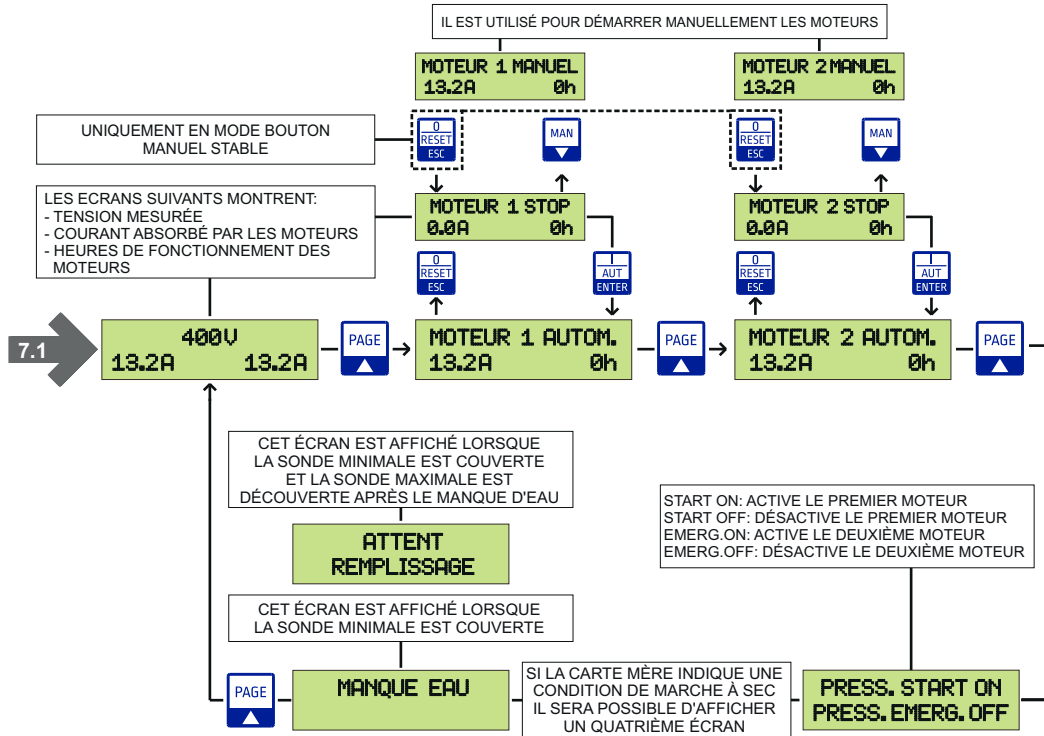 IL EST UTILISÉ POUR DÉMARRER MANUELLEMENT LES MOTEURS
MOTEUR 1 MANUEL
13.2A 0h
MOTEUR 2 MANUEL
13.2A 0h
UNIQUEMENT EN MODE BOUTON
MANUEL STABLE
0
RESET
ESC
MAN
0
RESET
ESC
MAN
LES ECRANS SUIVANTS MONTRENT:
- TENSION MESURÉE
- COURANT ABSORBÉ PAR LES MOTEURS
- HEURES DE FONCTIONNEMENT DES
MOTEURS
MOTEUR 1 STOP
0.0A 0h
MOTEUR 2 STOP
0.0A 0h
0
RESET
ESC
I
AUT
ENTER
0
RESET
ESC
I
AUT
ENTER
7.1
400V
13.2A 13.2A
PAGE
MOTEUR 1 AUTOM.
13.2A 0h
PAGE
MOTEUR 2 AUTOM.
13.2A 0h
PAGE
CET ÉCRAN EST AFFICHÉ LORSQUE
LA SONDE MINIMALE EST COUVERTE
ET LA SONDE MAXIMALE EST
DÉCOUVERTE APRÈS LE MANQUE D'EAU
ATTENT
REMPLISSAGE
START ON: ACTIVE LE PREMIER MOTEUR
START OFF: DÉSACTIVE LE PREMIER MOTEUR
EMERG.ON: ACTIVE LE DEUXIÈME MOTEUR
EMERG.OFF: DÉSACTIVE LE DEUXIÈME MOTEUR
CET ÉCRAN EST AFFICHÉ LORSQUE
LA SONDE MINIMALE EST COUVERTE
PAGE
MANQUE EAU
SI LA CARTE MÈRE INDIQUE UNE
CONDITION DE MARCHE À SEC
IL SERA POSSIBLE D'AFFICHER
UN QUATRIÈME ÉCRAN
PRESS. START ON
PRESS.EMERG.OFF